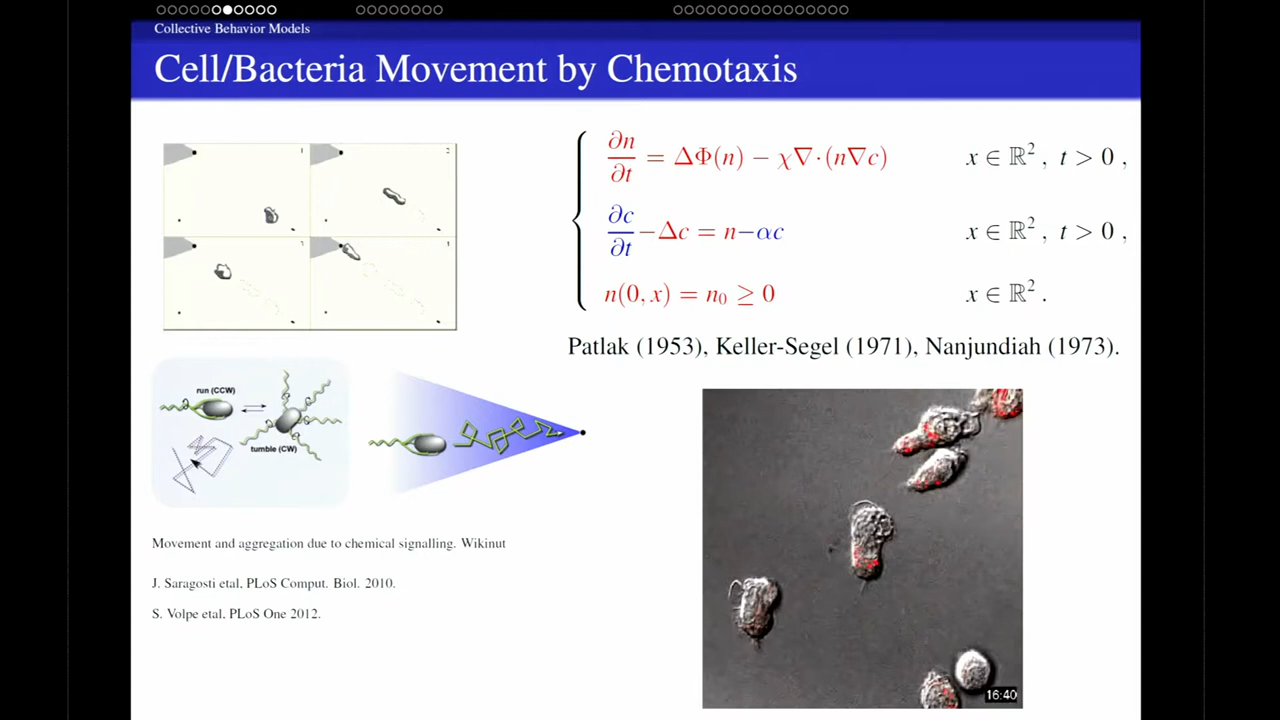 Collective Behavior Models
Cell/Bacteria Movement by Chemotaxis
1
2
∂n/∂t = ΔΦ(n) − χ∇·(n∇c) x ∈ ℝ² , t > 0 ,
∂c/∂t −Δc = n−αc x ∈ ℝ² , t > 0 ,
n(0, x) = n₀ ≥ 0 x ∈ ℝ² .
Patlak (1953), Keller-Segel (1971), Nanjundiah (1973).
run (CCW)
tumble (CW)
Movement and aggregation due to chemical signalling. Wikinut
J. Saragosti etal, PLoS Comput. Biol. 2010.
S. Volpe etal, PLoS One 2012.
16:40